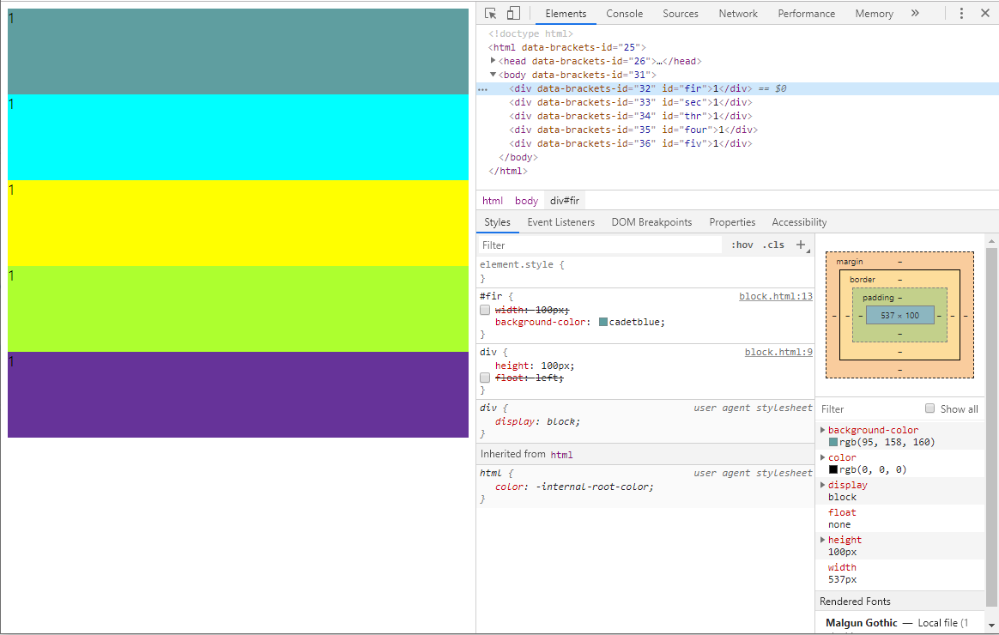 1
1
1
1
1
Elements Console Sources Network Performance Memory »
<!doctype html>
<html data-brackets-id="25">
<head data-brackets-id="26">…</head>
<body data-brackets-id="31">
<div data-brackets-id="32" id="fir">1</div> == $0
<div data-brackets-id="33" id="sec">1</div>
<div data-brackets-id="34" id="thr">1</div>
<div data-brackets-id="35" id="four">1</div>
<div data-brackets-id="36" id="fiv">1</div>
</body>
</html>
html body div#fir
Styles Event Listeners DOM Breakpoints Properties Accessibility
Filter :hov .cls +
element.style {
}
#fir { block.html:13
width: 100px;
background-color: cadetblue;
}
div { block.html:9
height: 100px;
float: left;
}
div { user agent stylesheet
display: block;
}
Inherited from html
html { user agent stylesheet
color: -internal-root-color;
}
margin –
border –
padding –
– – – 537 × 100 – – –
–
–
–
Filter Show all
background-color
rgb(95, 158, 160)
color
rgb(0, 0, 0)
display
block
float
none
height
100px
width
537px
Rendered Fonts
Malgun Gothic — Local file (1